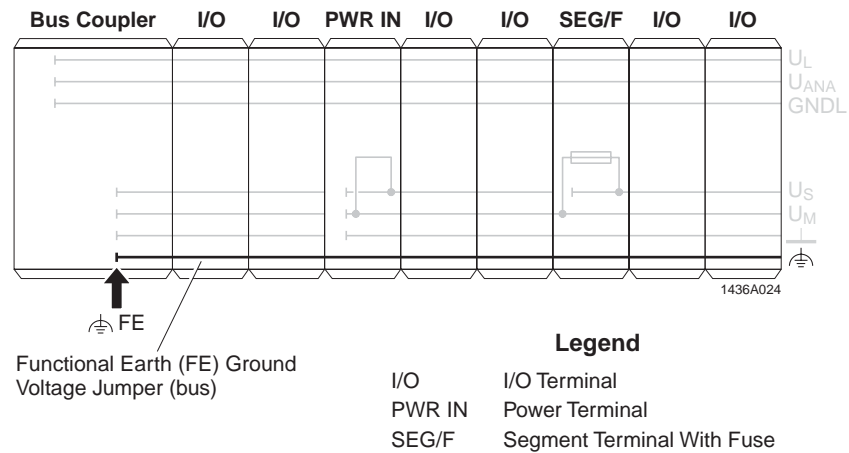 Bus Coupler I/O I/O PWR IN I/O I/O SEG/F I/O I/O
UL
UANA
GNDL
US
UM
1436A024
FE
Functional Earth (FE) Ground
Voltage Jumper (bus)
Legend
I/O I/O Terminal
PWR IN Power Terminal
SEG/F Segment Terminal With Fuse